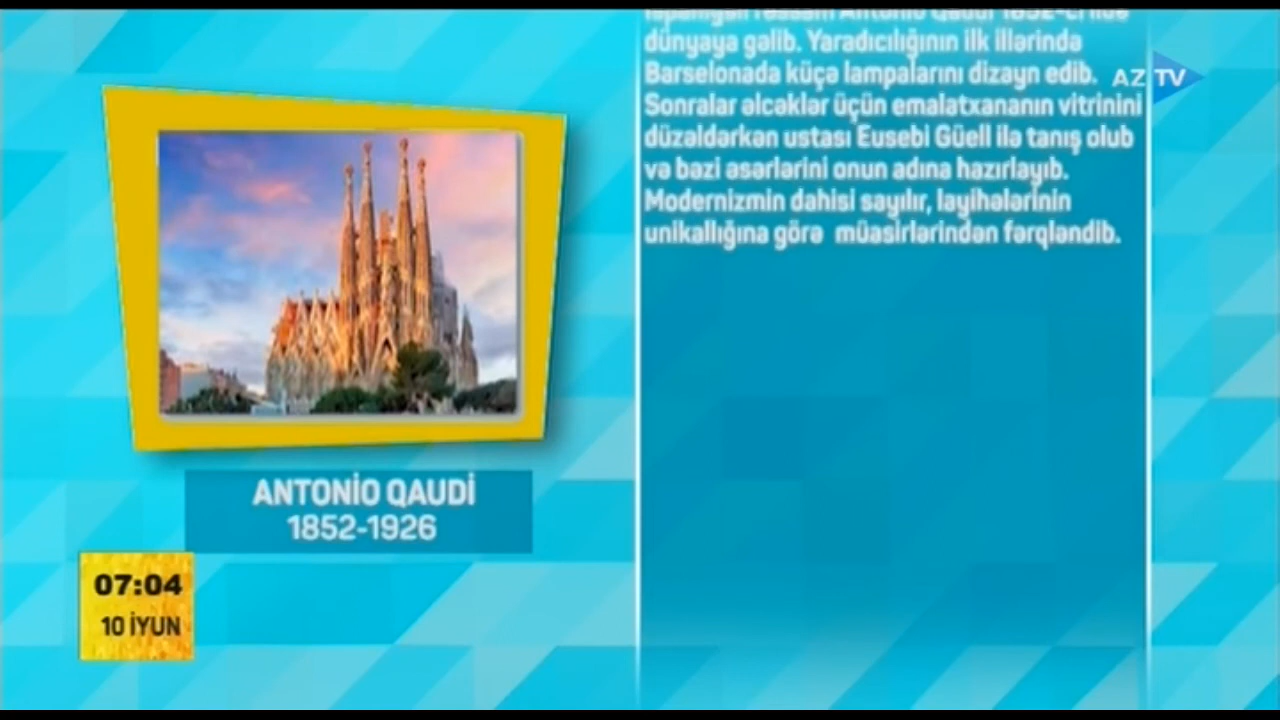 dünyaya gəlib. Yaradıcılığının ilk illərində
Barselonada küçə lampalarını dizayn edib.
Sonralar əlcəklər üçün emalatxananın vitrinini
düzəldərkən ustası Eusebi Güell ilə tanış olub
və bəzi əsərlərini onun adına hazırlayıb.
Modernizmin dahisi sayılır, layihələrinin
unikallığına görə müasirlərindən fərqləndib.
AZTV
ANTONİO QAUDİ
1852-1926
07:04
10 İYUN